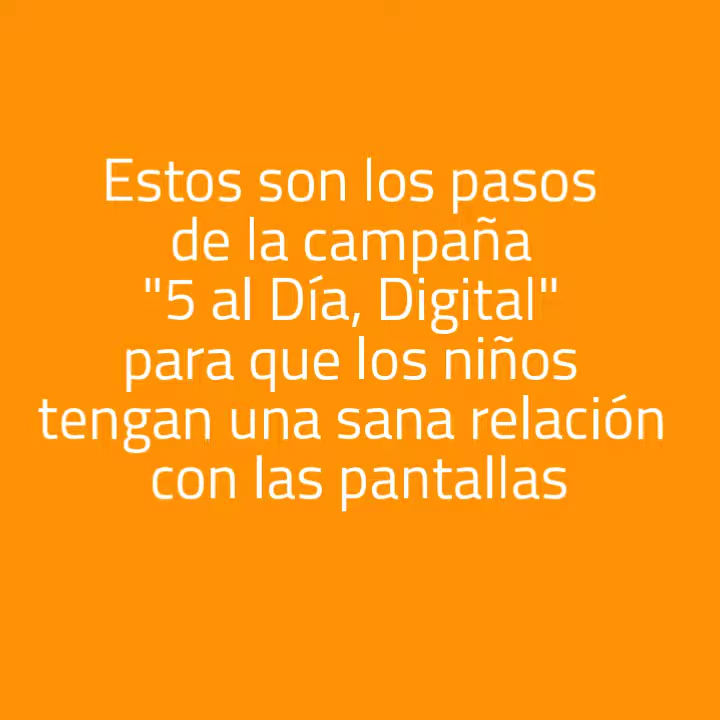 Estos son los pasos
de la campaña
"5 al Día, Digital"
para que los niños
tengan una sana relación
con las pantallas